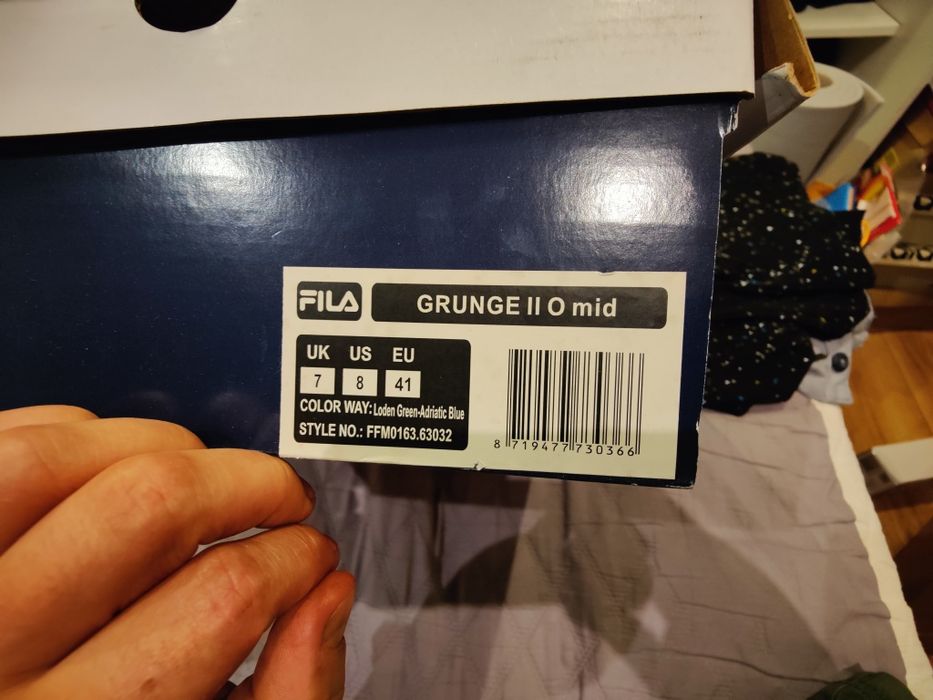 FILA
GRUNGE II O mid
UK US EU
7 8 41
COLOR WAY: Loden Green-Adriatic Blue
STYLE NO.: FFM0163.63032
8 719477 730366